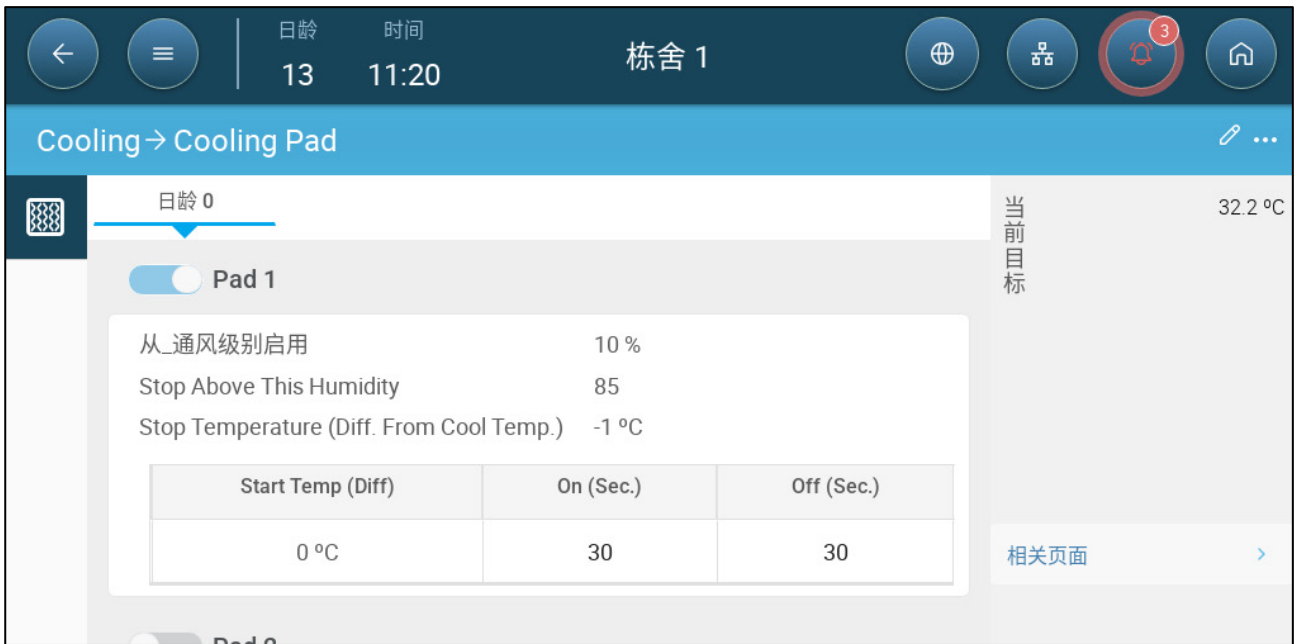 日龄 时间
13 11:20
栋舍 1
3
Cooling→Cooling Pad
日龄 0
当前目标
32.2 ºC
Pad 1
从_通风级别启用 10 %
Stop Above This Humidity 85
Stop Temperature (Diff. From Cool Temp.) -1 ºC
Start Temp (Diff) On (Sec.) Off (Sec.)
0 ºC 30 30
相关页面
Pad